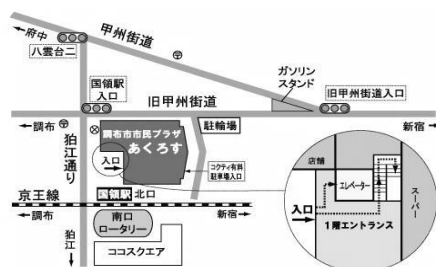 甲州街道
←府中
八雲台二
ガソリン
スタンド
国領駅
入口
旧甲州街道
旧甲州街道入口
←調布
新宿→
狛江通り
調布市市民プラザ
あくろす
駐輪場
入口
コクティ有料
駐車場入口
京王線
国領駅 北口
←調布
新宿→
南口
ロータリー
狛江
ココスクエア
店舗
エレベーター
スーパー
入口
1階エントランス